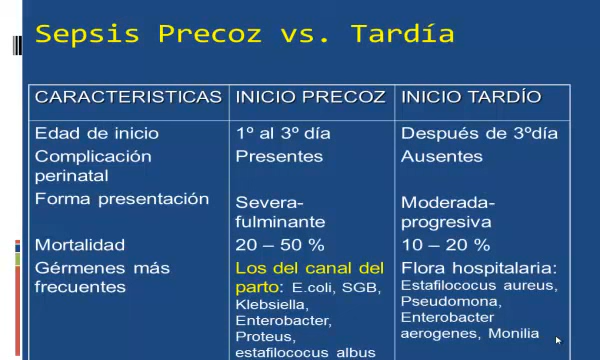 Sepsis Precoz vs. Tardía
CARACTERISTICAS INICIO PRECOZ INICIO TARDÍO
Edad de inicio 1º al 3º día Después de 3ºdía
Complicación perinatal Presentes Ausentes
Forma presentación Severa-fulminante Moderada-progresiva
Mortalidad 20 – 50 % 10 – 20 %
Gérmenes más frecuentes
Los del canal del
parto: E.coli, SGB,
Klebsiella,
Enterobacter,
Proteus,
estafilococus albus
Flora hospitalaria:
Estafilococus aureus,
Pseudomona,
Enterobacter
aerogenes, Monilia